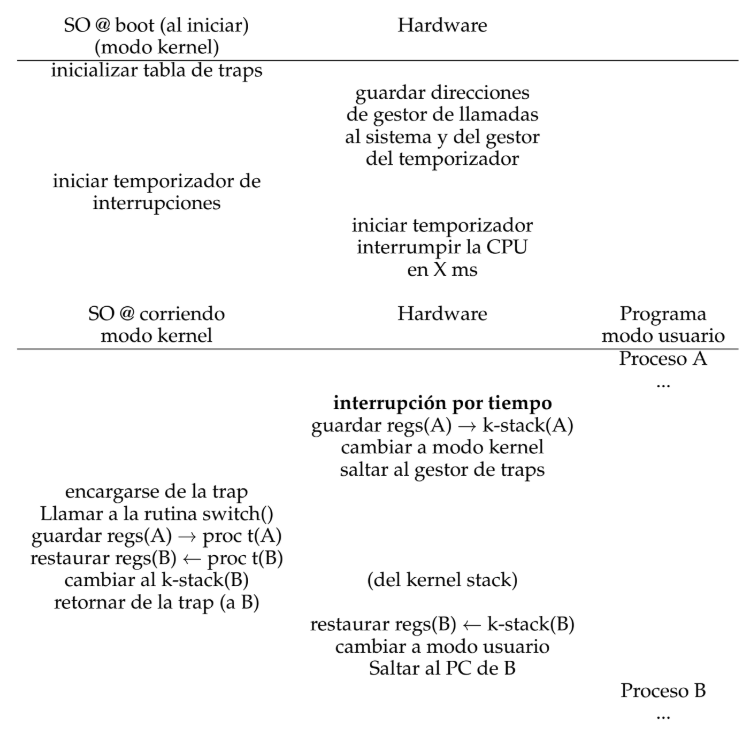 SO @ boot (al iniciar) Hardware
(modo kernel)
inicializar tabla de traps
guardar direcciones
de gestor de llamadas
al sistema y del gestor
del temporizador
iniciar temporizador de
interrupciones
iniciar temporizador
interrumpir la CPU
en X ms
SO @ corriendo Hardware Programa
modo kernel modo usuario
Proceso A
...
interrupción por tiempo
guardar regs(A) → k-stack(A)
cambiar a modo kernel
saltar al gestor de traps
encargarse de la trap
Llamar a la rutina switch()
guardar regs(A) → proc t(A)
restaurar regs(B) ← proc t(B)
cambiar al k-stack(B) (del kernel stack)
retornar de la trap (a B)
restaurar regs(B) ← k-stack(B)
cambiar a modo usuario
Saltar al PC de B
Proceso B
...